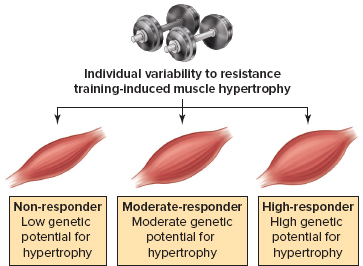 Individual variability to resistance
training-induced muscle hypertrophy
Non-responder
Low genetic
potential for
hypertrophy
Moderate-responder
Moderate genetic
potential for
hypertrophy
High-responder
High genetic
potential for
hypertrophy